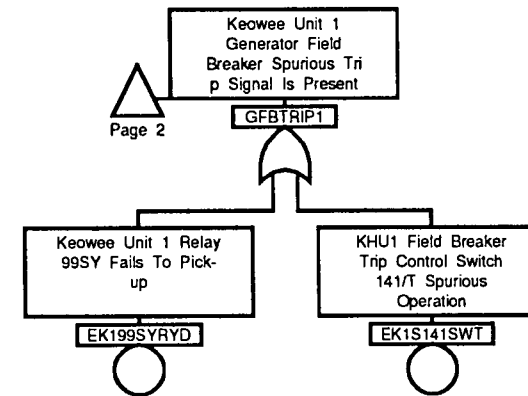 Keowee Unit 1
Generator Field
Breaker Spurious Tri
p Signal Is Present
Page 2
GFBTRIP1
Keowee Unit 1 Relay
99SY Fails To Pick-
up
EK199SYRYD
KHU1 Field Breaker
Trip Control Switch
141/T Spurious
Operation
EK1S141SWT